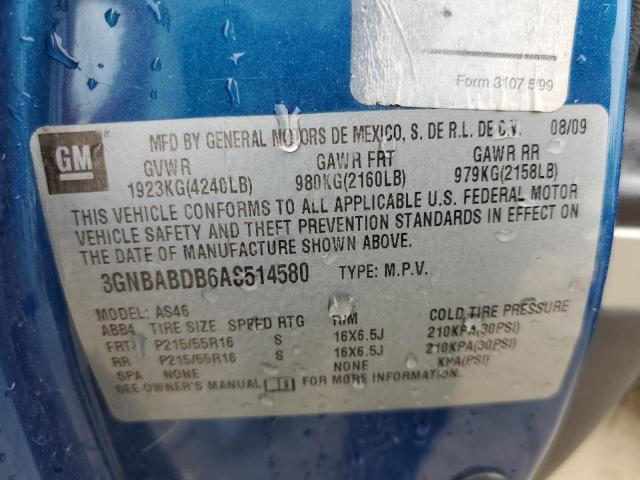 Form 3107 5/99
GM
MFD BY GENERAL MOTORS DE MEXICO, S. DE R.L. DE C.V. 08/09
GVWR GAWR FRT GAWR RR
1923KG(4240LB) 980KG(2160LB) 979KG(2158LB)
THIS VEHICLE CONFORMS TO ALL APPLICABLE U.S. FEDERAL MOTOR
VEHICLE SAFETY AND THEFT PREVENTION STANDARDS IN EFFECT ON
THE DATE OF MANUFACTURE SHOWN ABOVE.
3GNBABDB6AS514580 TYPE: M.P.V.
MODEL: AS46
ABB4 TIRE SIZE SPEED RTG RIM COLD TIRE PRESSURE
FRT P215/55R16 S 16X6.5J 210KPA(30PSI)
RR P215/55R16 S 16X6.5J 210KPA(30PSI)
SPA NONE NONE KPA(PSI)
SEE OWNER'S MANUAL FOR MORE INFORMATION.